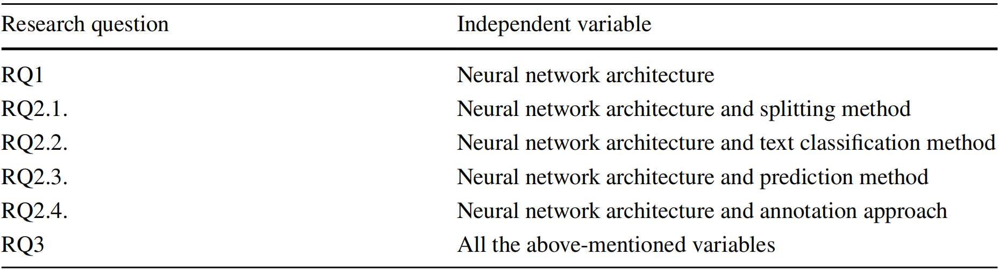 Research question Independent variable
RQ1 Neural network architecture
RQ2.1. Neural network architecture and splitting method
RQ2.2. Neural network architecture and text classification method
RQ2.3. Neural network architecture and prediction method
RQ2.4. Neural network architecture and annotation approach
RQ3 All the above-mentioned variables